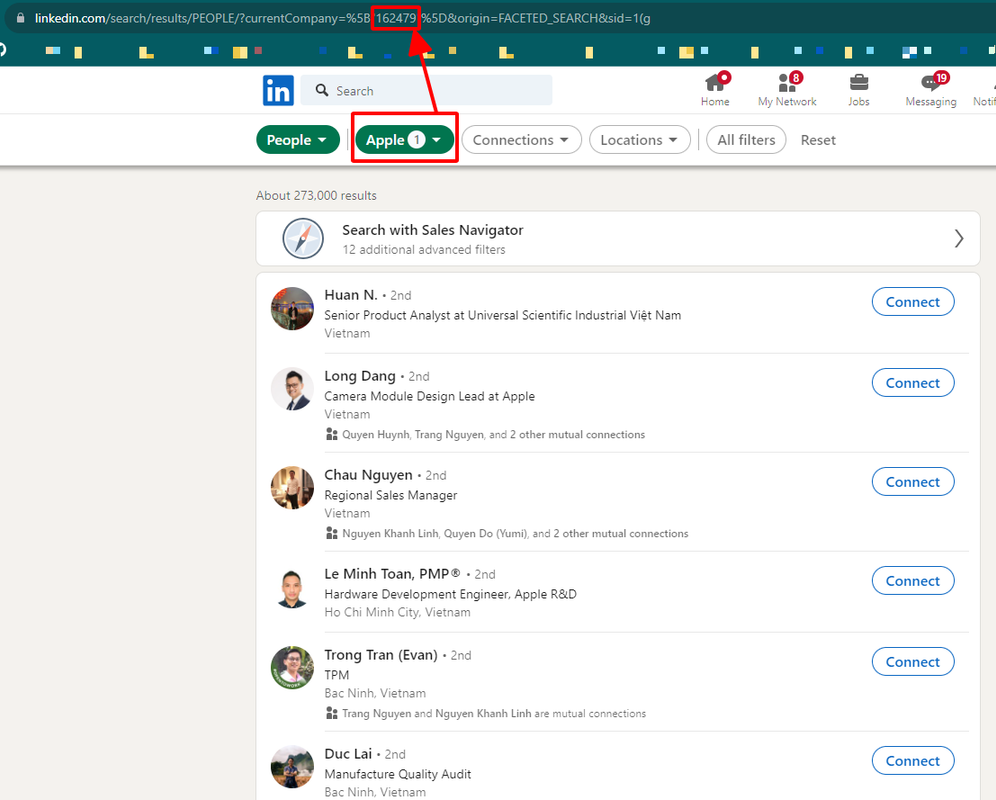 linkedin.com/search/results/PEOPLE/?currentCompany=%5B"162479"%5D&origin=FACETED_SEARCH&sid=1(g
in
Search
Home
8
My Network
Jobs
19
Messaging
Notif
People
Apple 1
Connections
Locations
All filters
Reset
About 273,000 results
Search with Sales Navigator
12 additional advanced filters
Huan N. • 2nd
Connect
Senior Product Analyst at Universal Scientific Industrial Việt Nam
Vietnam
Long Dang • 2nd
Connect
Camera Module Design Lead at Apple
Vietnam
Quyen Huynh, Trang Nguyen, and 2 other mutual connections
Chau Nguyen • 2nd
Connect
Regional Sales Manager
Vietnam
Nguyen Khanh Linh, Quyen Do (Yumi), and 2 other mutual connections
Le Minh Toan, PMP® • 2nd
Connect
Hardware Development Engineer, Apple R&D
Ho Chi Minh City, Vietnam
Trong Tran (Evan) • 2nd
Connect
TPM
Bac Ninh, Vietnam
Trang Nguyen and Nguyen Khanh Linh are mutual connections
Duc Lai • 2nd
Connect
Manufacture Quality Audit
Bac Ninh, Vietnam